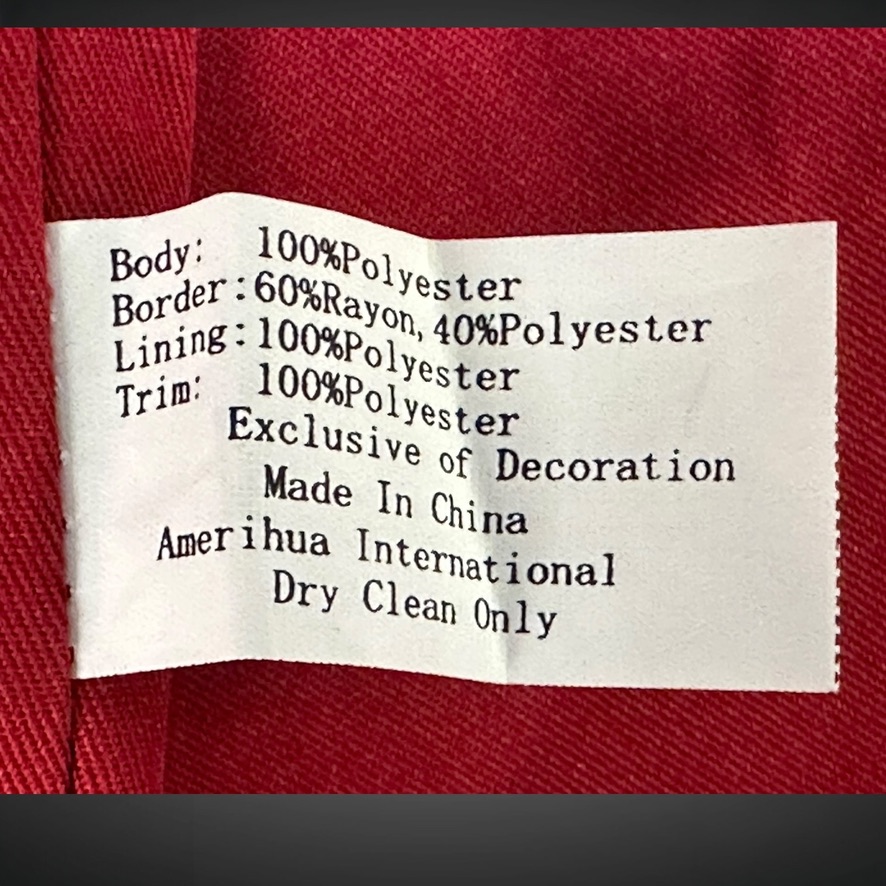 Body: 100%Polyester
Border:60%Rayon, 40%Polyester
Lining:100%Polyester
Trim: 100%Polyester
Exclusive of Decoration
Made In China
Amerihua International
Dry Clean Only